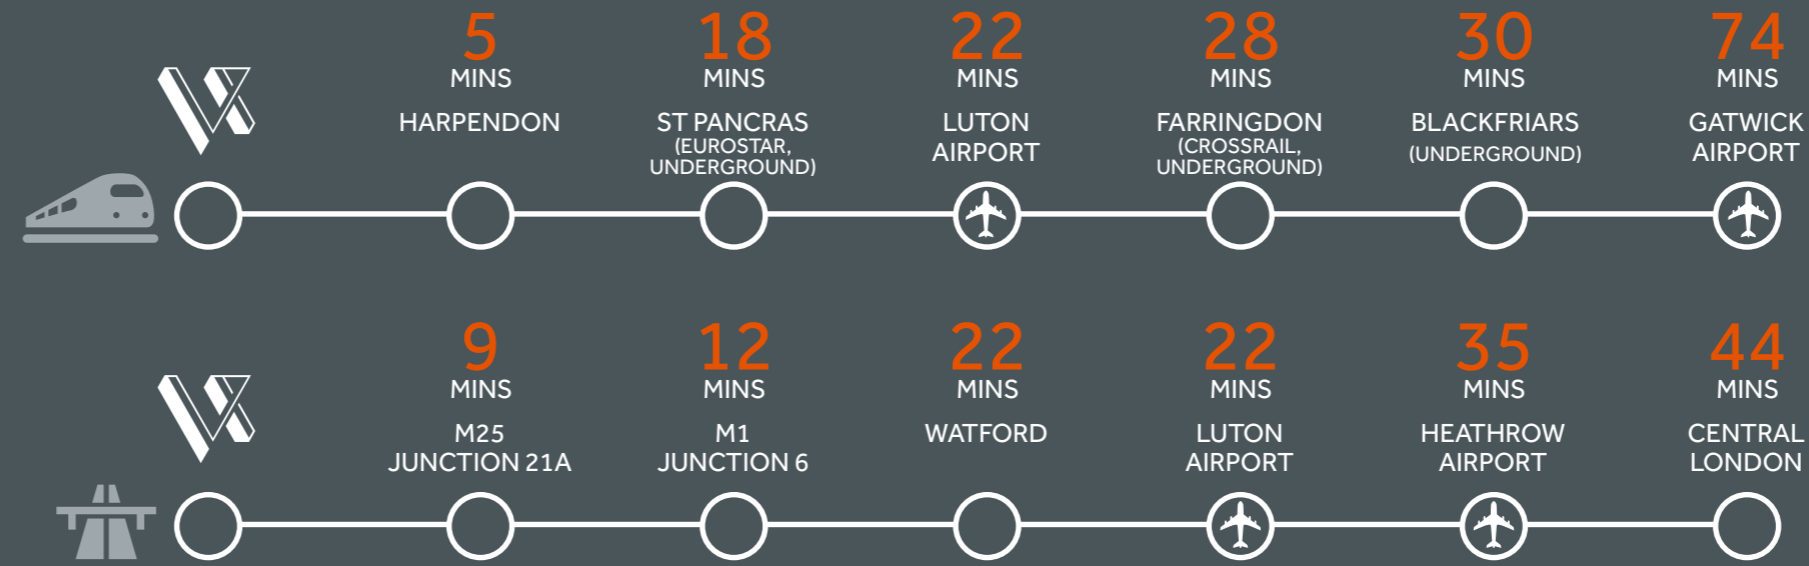 5
MINS
HARPENDON
18
MINS
ST PANCRAS
(EUROSTAR,
UNDERGROUND)
22
MINS
LUTON
AIRPORT
28
MINS
FARRINGDON
(CROSSRAIL,
UNDERGROUND)
30
MINS
BLACKFRIARS
(UNDERGROUND)
74
MINS
GATWICK
AIRPORT
9
MINS
M25
JUNCTION 21A
12
MINS
M1
JUNCTION 6
22
MINS
WATFORD
22
MINS
LUTON
AIRPORT
35
MINS
HEATHROW
AIRPORT
44
MINS
CENTRAL
LONDON